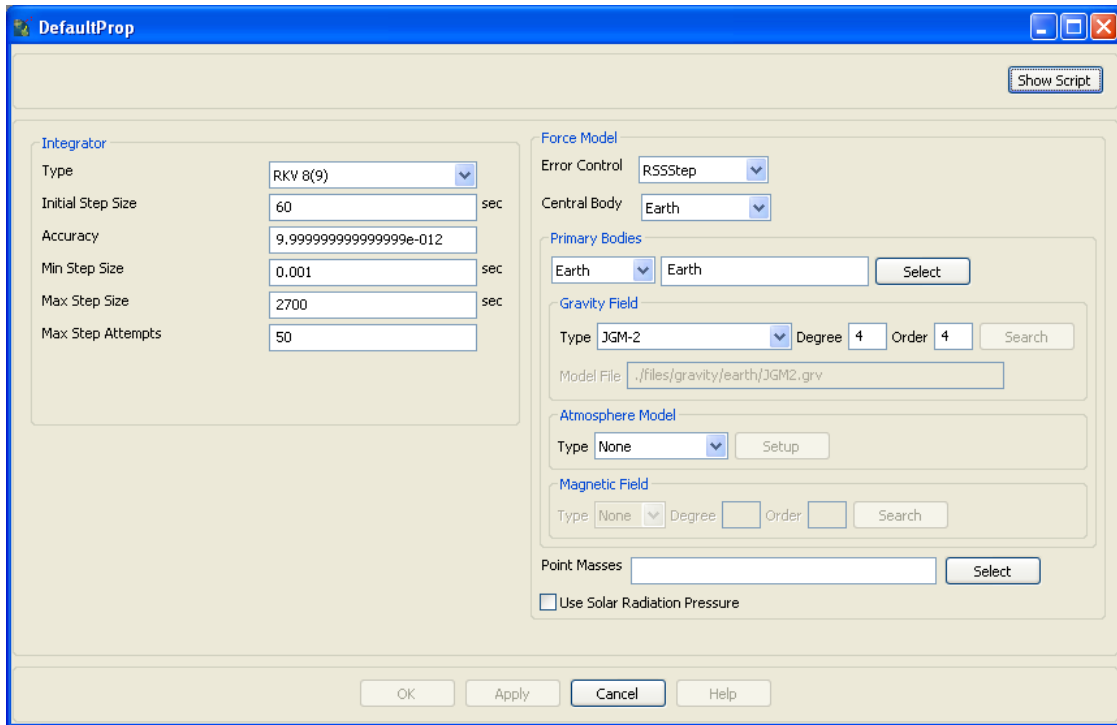 DefaultProp
Show Script
Integrator
Type RKV 8(9)
Initial Step Size 60 sec
Accuracy 9.999999999999999e-012
Min Step Size 0.001 sec
Max Step Size 2700 sec
Max Step Attempts 50
Force Model
Error Control RSSStep
Central Body Earth
Primary Bodies
Earth Earth Select
Gravity Field
Type JGM-2 Degree 4 Order 4 Search
Model File ./files/gravity/earth/JGM2.grv
Atmosphere Model
Type None Setup
Magnetic Field
Type None Degree Order Search
Point Masses Select
Use Solar Radiation Pressure
OK Apply Cancel Help